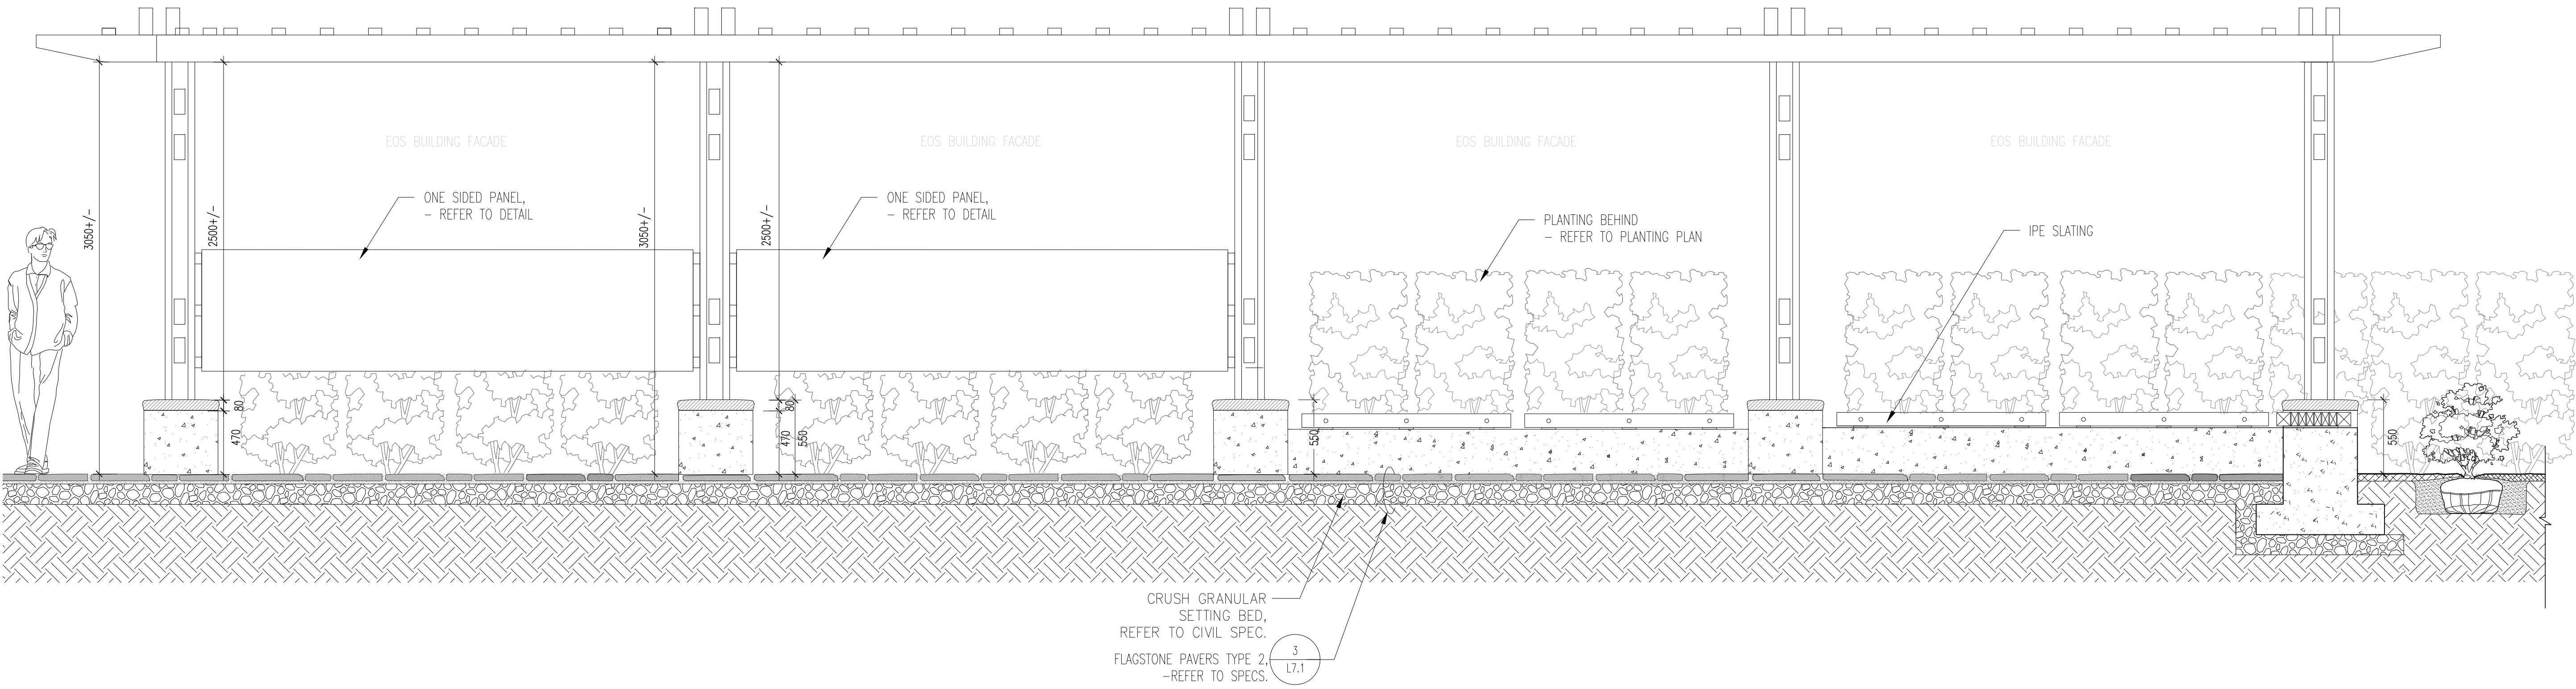 EOS BUILDING FACADE
EOS BUILDING FACADE
EOS BUILDING FACADE
EOS BUILDING FACADE
ONE SIDED PANEL,
- REFER TO DETAIL
ONE SIDED PANEL,
- REFER TO DETAIL
PLANTING BEHIND
- REFER TO PLANTING PLAN
IPE SLATING
3050+/-
2500+/-
3050+/-
2500+/-
80
470
80
470
550
550
550
CRUSH GRANULAR
SETTING BED,
REFER TO CIVIL SPEC.
FLAGSTONE PAVERS TYPE 2,
-REFER TO SPECS.
3
L7.1